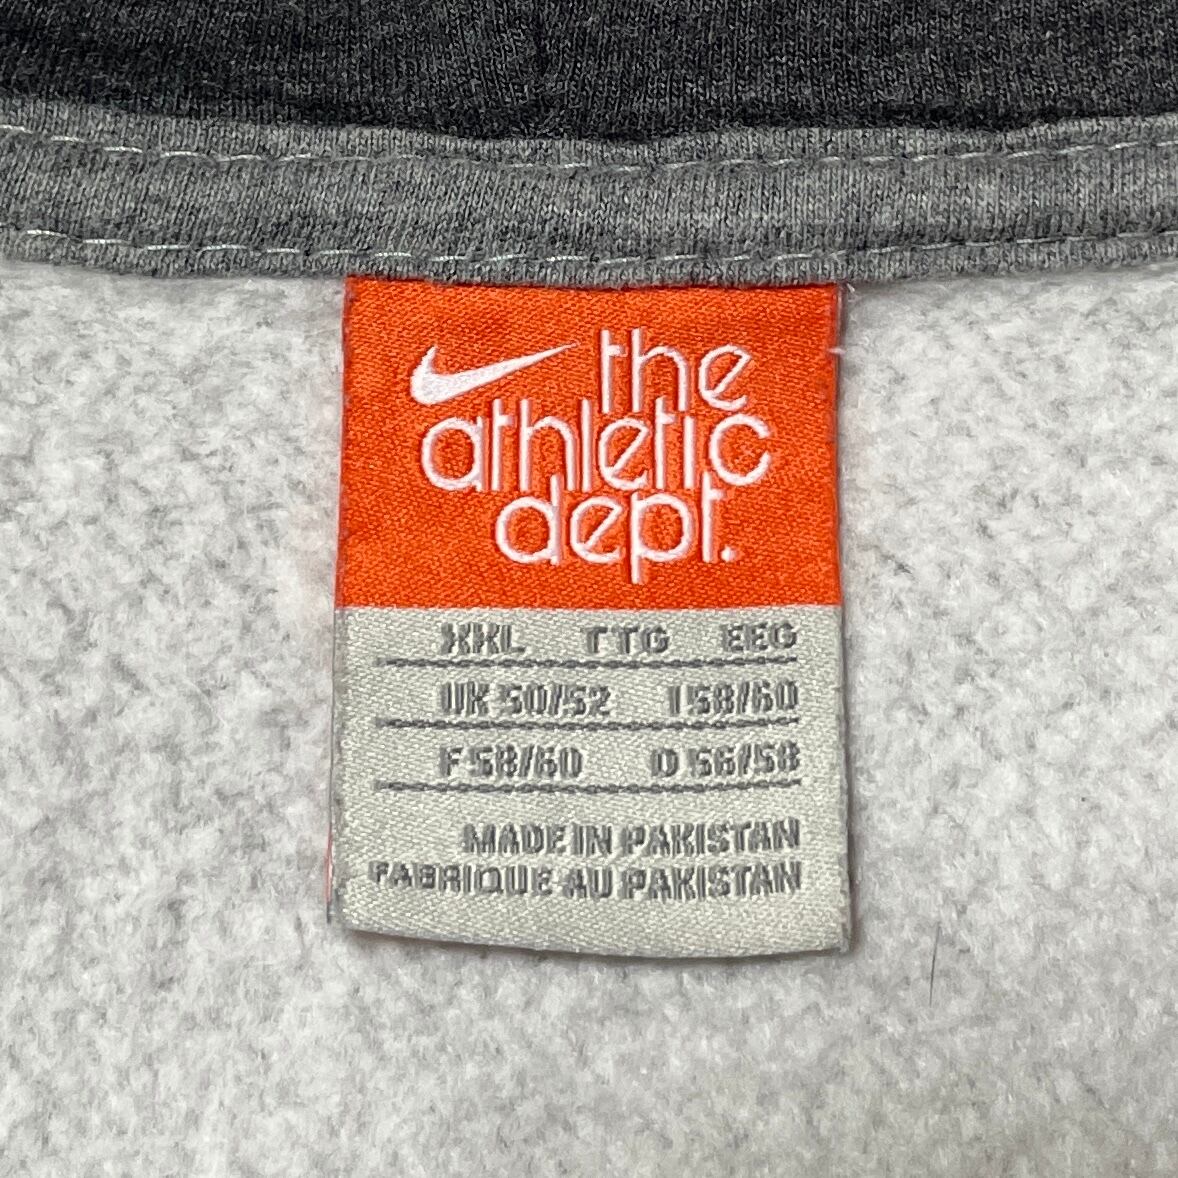 the
athletic
dept.
XXL TTG EEG
UK 50/52 I 58/60
F 58/60 D 56/58
MADE IN PAKISTAN
FABRIQUE AU PAKISTAN